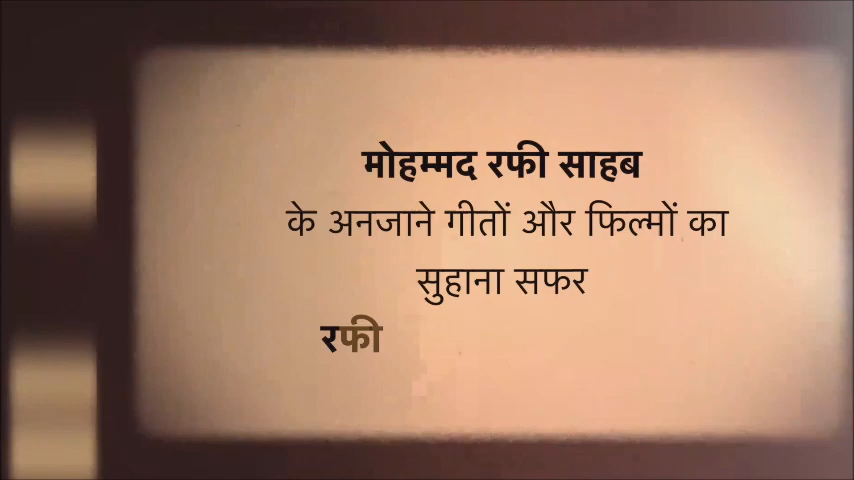 मोहम्मद रफी साहब
के अनजाने गीतों और फिल्मों का
सुहाना सफर
रफी